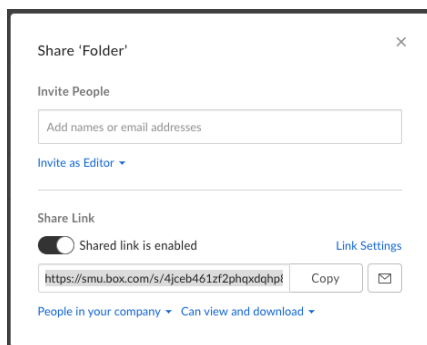 Share 'Folder'
Invite People
Add names or email addresses
Invite as Editor
Share Link
Shared link is enabled
Link Settings
https://smu.box.com/s/4jceb461zf2phqxdqhp8
Copy
People in your company
Can view and download